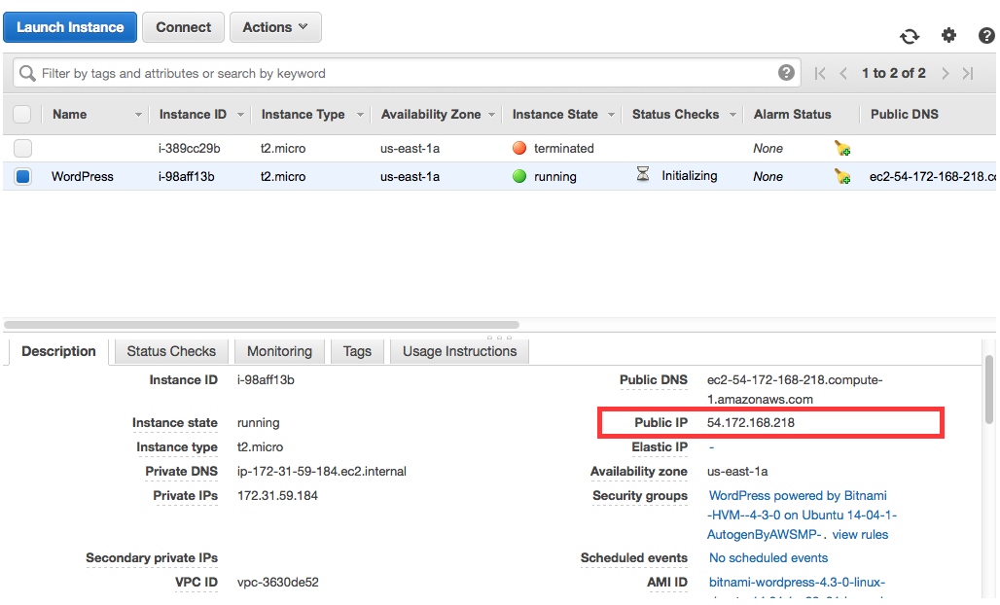 Launch Instance Connect Actions
Filter by tags and attributes or search by keyword ? 1 to 2 of 2 ?
Name Instance ID Instance Type Availability Zone Instance State Status Checks Alarm Status Public DNS
i-389cc29b t2.micro us-east-1a terminated None
WordPress i-98aff13b t2.micro us-east-1a running Initializing None ec2-54-172-168-218.co
Description Status Checks Monitoring Tags Usage Instructions
Instance ID i-98aff13b Public DNS ec2-54-172-168-218.compute-
1.amazonaws.com
Instance state running Public IP 54.172.168.218
Instance type t2.micro Elastic IP -
Private DNS ip-172-31-59-184.ec2.internal Availability zone us-east-1a
Private IPs 172.31.59.184 Security groups WordPress powered by Bitnami
-HVM--4-3-0 on Ubuntu 14-04-1-
AutogenByAWSMP-. view rules
Secondary private IPs Scheduled events No scheduled events
VPC ID vpc-3630de52 AMI ID bitnami-wordpress-4.3-0-linux-